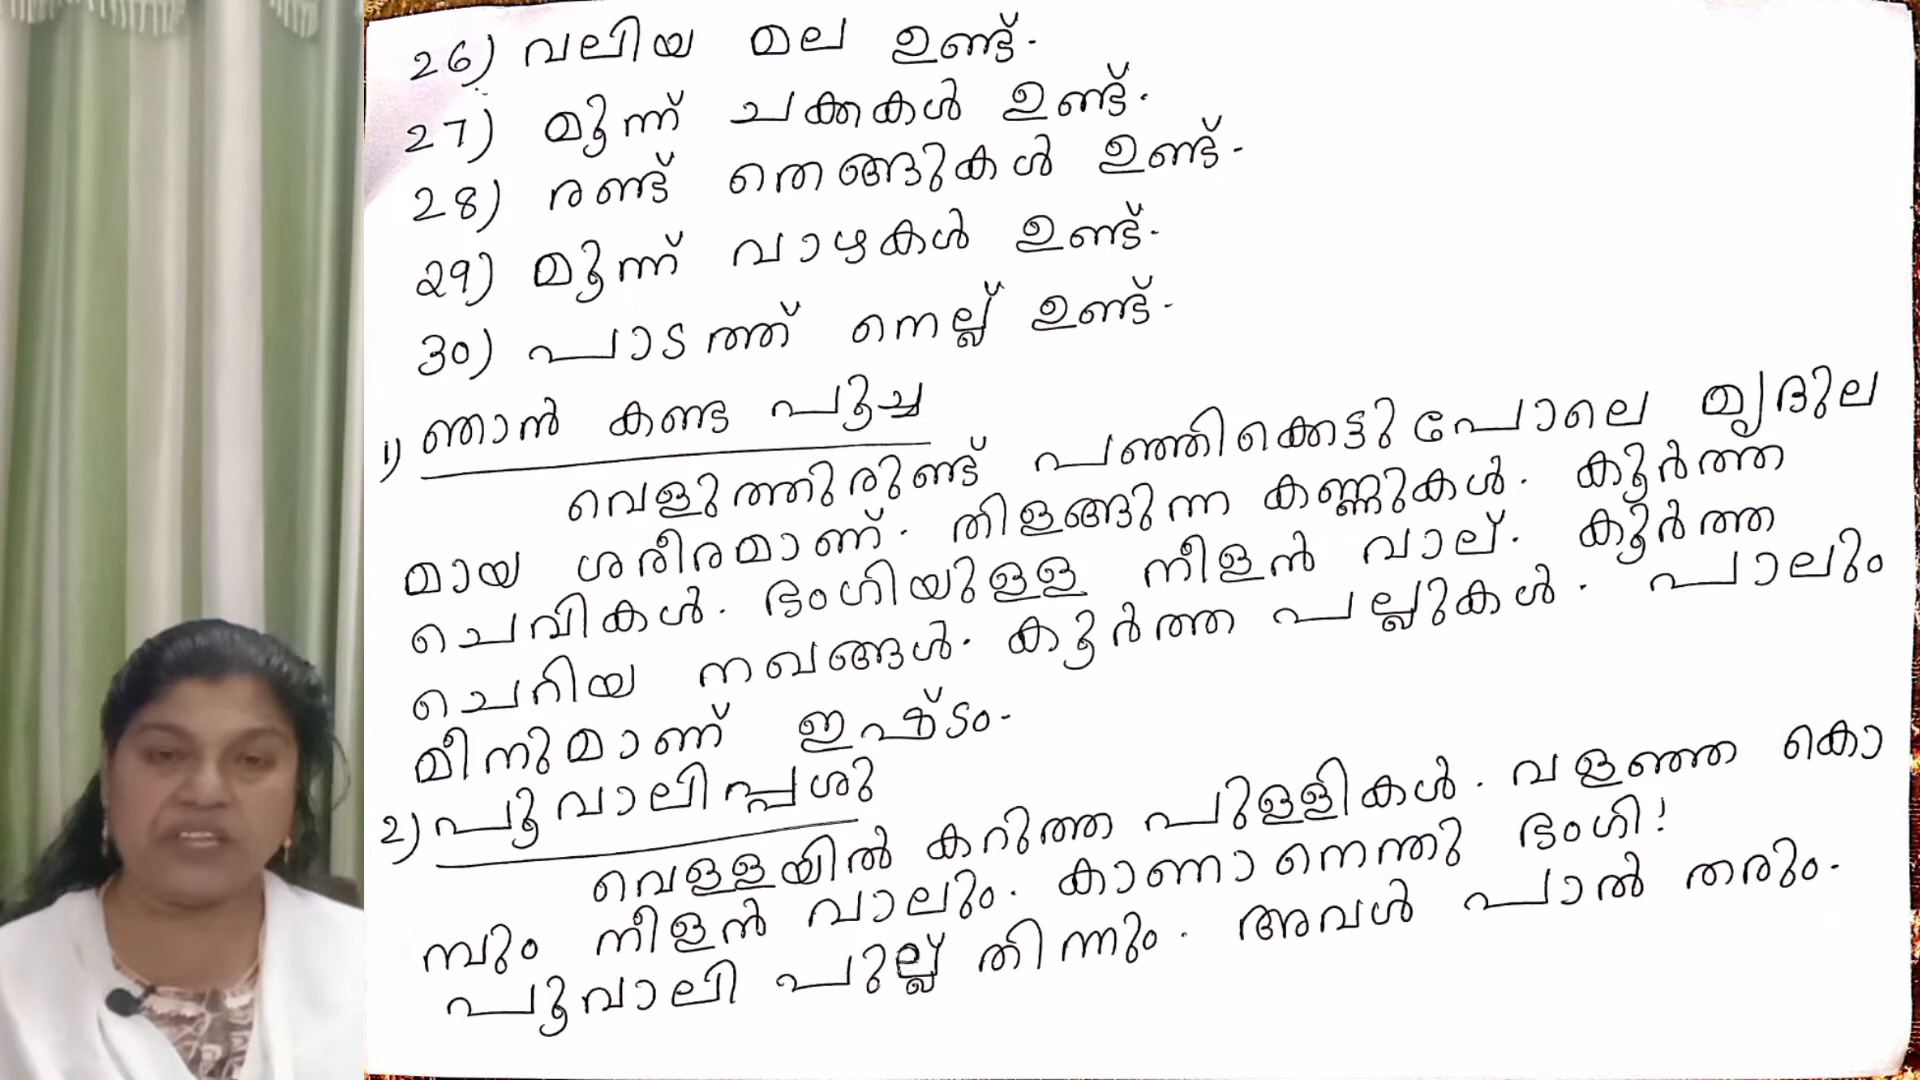 26) വലിയ മല ഉണ്ട്.
27) മൂന്ന് ചക്കകൾ ഉണ്ട്.
28) രണ്ട് തെങ്ങുകൾ ഉണ്ട്.
29) മൂന്ന് വാഴകൾ ഉണ്ട്.
30) പാടത്ത് നെല്ല് ഉണ്ട്.
1) ഞാൻ കണ്ട പൂച്ച
വെളുത്തുരുണ്ട് പഞ്ഞിക്കെട്ടുപോലെ മൃദുല
മായ ശരീരമാണ്. തിളങ്ങുന്ന കണ്ണുകൾ. കൂർത്ത
ചെവികൾ. ഭംഗിയുള്ള നീളൻ വാല്. കൂർത്ത
ചെറിയ നഖങ്ങൾ. കൂർത്ത പല്ലുകൾ. പാലും
മീനുമാണ് ഇഷ്ടം.
2) പൂവാലിപ്പശു
വെള്ളയിൽ കറുത്ത പുള്ളികൾ. വളഞ്ഞ കൊ
മ്പും നീളൻ വാലും. കാണാനെന്തു ഭംഗി!
പൂവാലി പുല്ല് തിന്നും. അവൾ പാൽ തരും.